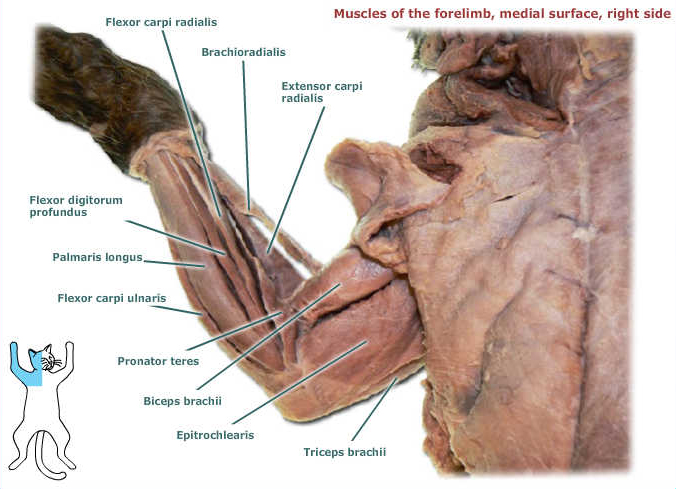 Muscles of the forelimb, medial surface, right side
Flexor carpi radialis
Brachioradialis
Extensor carpi
radialis
Flexor digitorum
profundus
Palmaris longus
Flexor carpi ulnaris
Pronator teres
Biceps brachii
Epitrochlearis
Triceps brachii